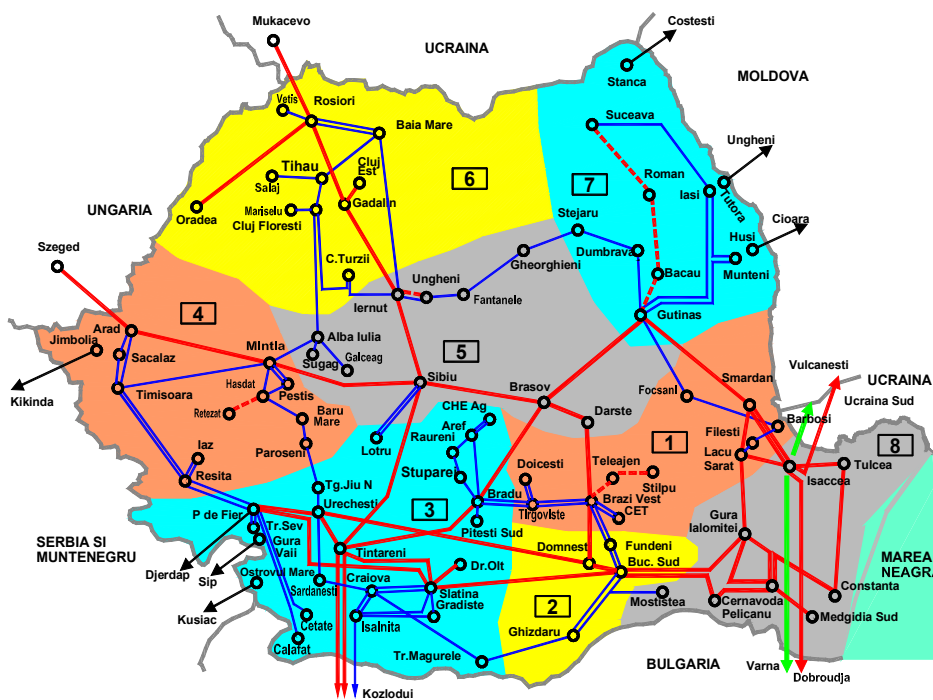 Mukacevo
Costesti
UCRAINA
Stanca
MOLDOVA
Vetis
Rosiori
Suceava
Baia Mare
Ungheni
Tihau
Cluj
Est
Roman
Salaj
6
7
Iasi
Tutora
Gadalin
UNGARIA
Oradea
Mariselu
Cluj Floresti
Stejaru
Cioara
Husi
Szeged
Dumbrava
Munteni
C.Turzii
Ungheni
Gheorghieni
Bacau
Iernut
Fantanele
4
Gutinas
Arad
Jimbolia
MIntia
Alba Iulia
5
Sacalaz
Sugag
Galceag
Vulcanesti
Kikinda
Hasdat
Pestis
Sibiu
Brasov
Focsani
Smardan
UCRAINA
Ucraina Sud
Timisoara
Retezat
Baru
Mare
CHE Ag
Darste
Barbosi
Aref
Raureni
1
Filesti
8
Iaz
Paroseni
Lotru
Lacu
Sarat
Teleajen
Tulcea
Stuparei
Doicesti
Isaccea
Resita
Stilpu
Tg.Jiu N
3
Bradu
Brazi Vest
Urechesti
Tirgoviste
CET
P de Fier
Gura
Ialomitei
Pitesti Sud
SERBIA SI
MUNTENEGRU
Tr.Sev
Gura
Vaii
Tintareni
Domnest
Fundeni
MAREA
NEAGRA
Djerdap
Sip
Dr.Olt
Buc. Sud
Ostrovul Mare
Sardanesti
Craiova
Constanta
Slatina
Gradiste
2
Mostistea
Cernavoda
Pelicanu
Kusiac
Cetate
Isalnita
Medgidia Sud
Calafat
Ghizdaru
Tr.Magurele
BULGARIA
Varna
Dobroudja
Kozlodui